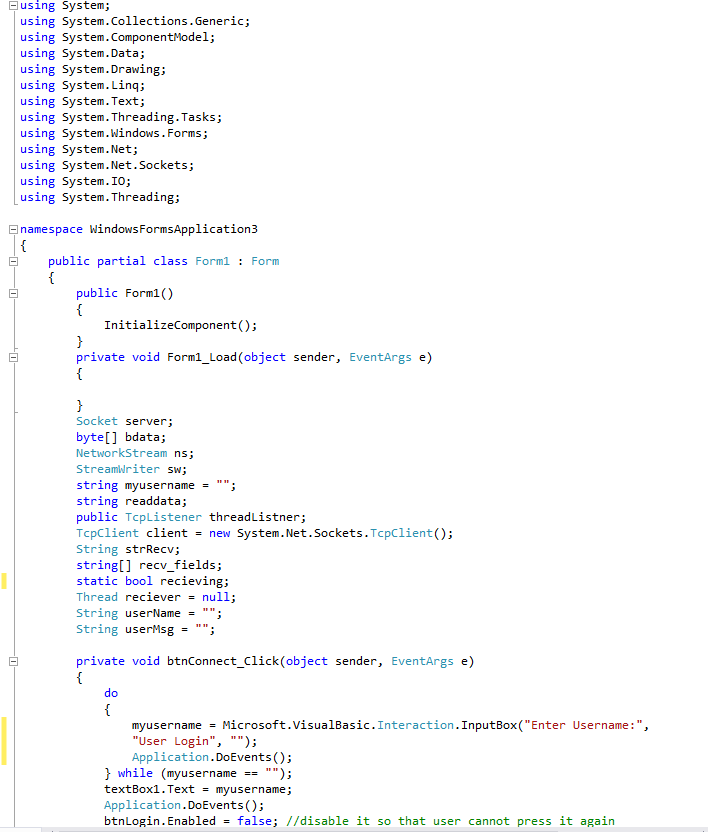 using System;
using System.Collections.Generic;
using System.ComponentModel;
using System.Data;
using System.Drawing;
using System.Linq;
using System.Text;
using System.Threading.Tasks;
using System.Windows.Forms;
using System.Net;
using System.Net.Sockets;
using System.IO;
using System.Threading;
namespace WindowsFormsApplication3
{
public partial class Form1 : Form
{
public Form1()
{
InitializeComponent();
}
private void Form1_Load(object sender, EventArgs e)
{
}
Socket server;
byte[] bdata;
NetworkStream ns;
StreamWriter sw;
string myusername = "";
string readdata;
public TcpListener threadListner;
TcpClient client = new System.Net.Sockets.TcpClient();
String strRecv;
string[] recv_fields;
static bool recieving;
Thread reciever = null;
String userName = "";
String userMsg = "";
private void btnConnect_Click(object sender, EventArgs e)
{
do
{
myusername = Microsoft.VisualBasic.Interaction.InputBox("Enter Username:",
"User Login", "");
Application.DoEvents();
} while (myusername == "");
textBox1.Text = myusername;
Application.DoEvents();
btnLogin.Enabled = false; //disable it so that user cannot press it again